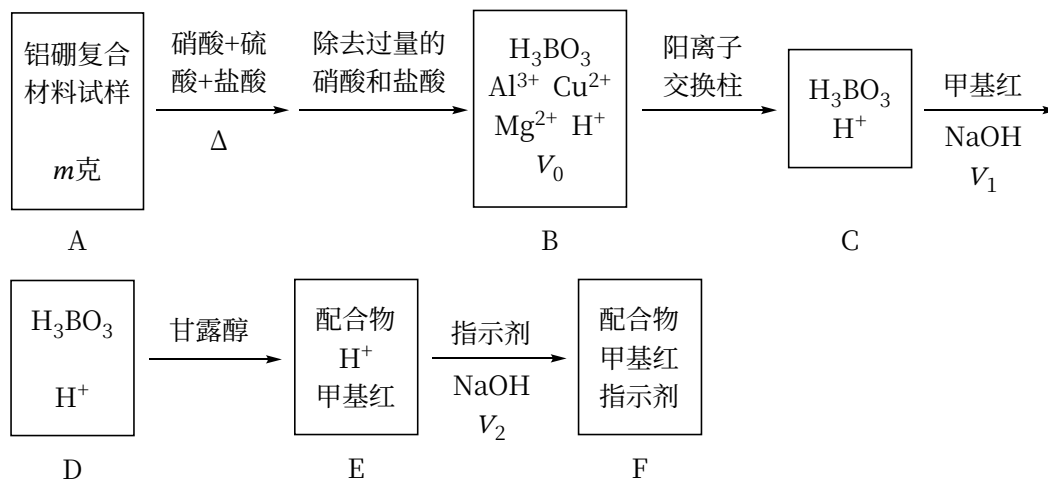 铝硼复合
材料试样
m克
A
硝酸+硫
酸+盐酸
Δ
除去过量的
硝酸和盐酸
H₃BO₃
Al³⁺ Cu²⁺
Mg²⁺ H⁺
V₀
B
阳离子
交换柱
H₃BO₃
H⁺
C
甲基红
NaOH
V₁
H₃BO₃
H⁺
D
甘露醇
配合物
H⁺
甲基红
E
指示剂
NaOH
V₂
配合物
甲基红
指示剂
F